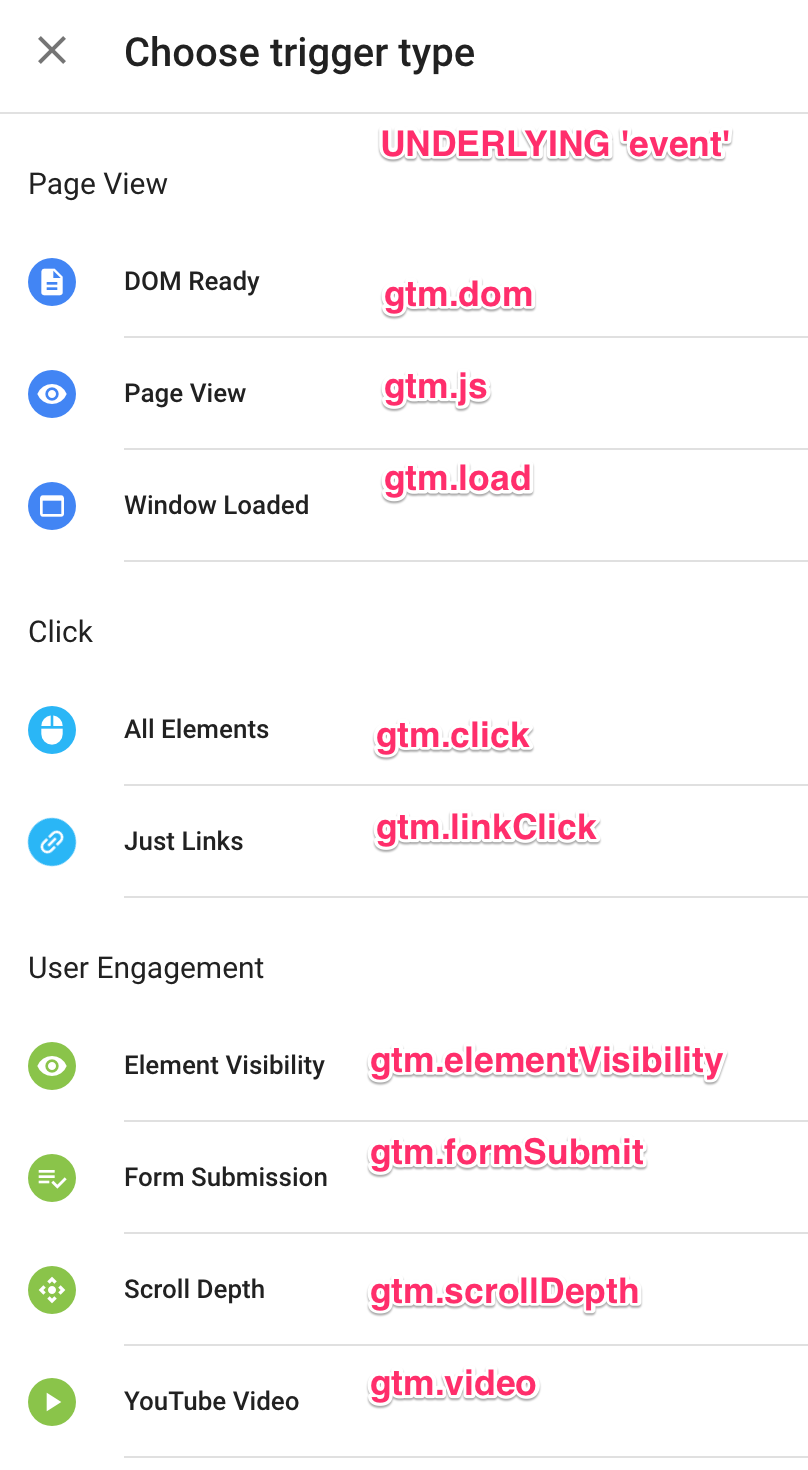 Choose trigger type
UNDERLYING 'event'
Page View
DOM Ready
gtm.dom
Page View
gtm.js
Window Loaded
gtm.load
Click
All Elements
gtm.click
Just Links
gtm.linkClick
User Engagement
Element Visibility
gtm.elementVisibility
Form Submission
gtm.formSubmit
Scroll Depth
gtm.scrollDepth
YouTube Video
gtm.video